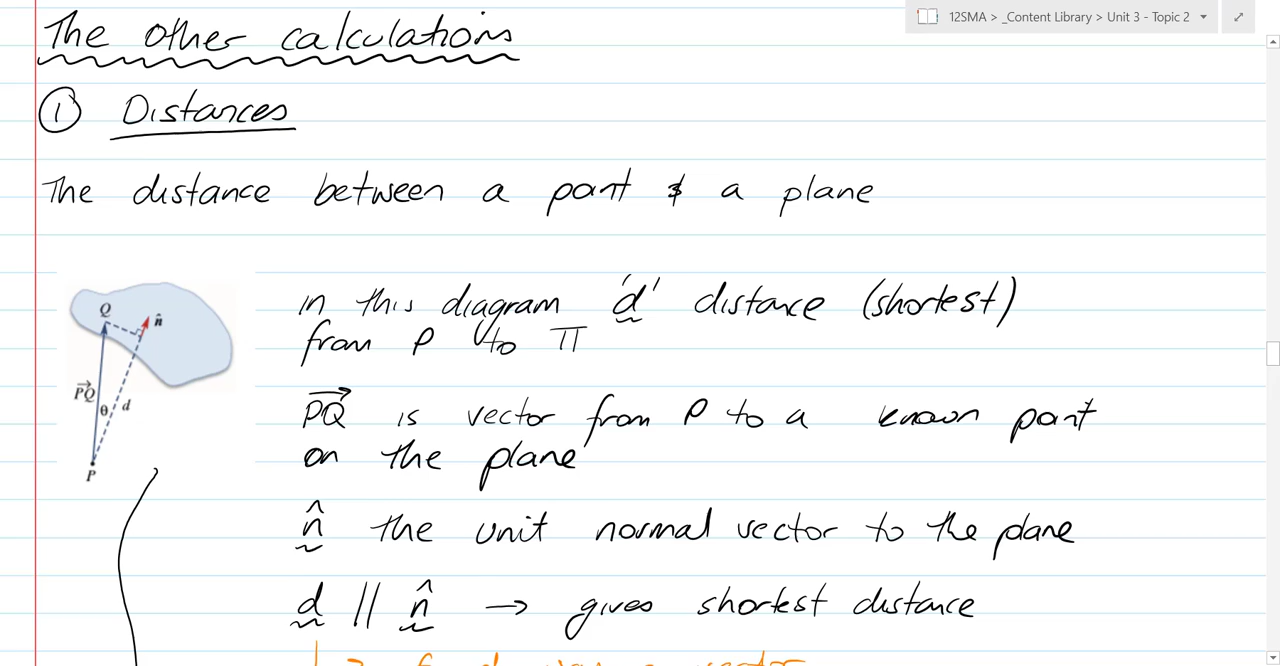 12SMA > _Content Library > Unit 3 - Topic 2
The other calculations
① Distances
The distance between a point & a plane
in this diagram 'd' distance (shortest)
from P to π
Q
n̂
PQ→
θ
d
P
PQ→ is vector from P to a known point
on the plane
n̂ the unit normal vector to the plane
d // n̂ → gives shortest distance